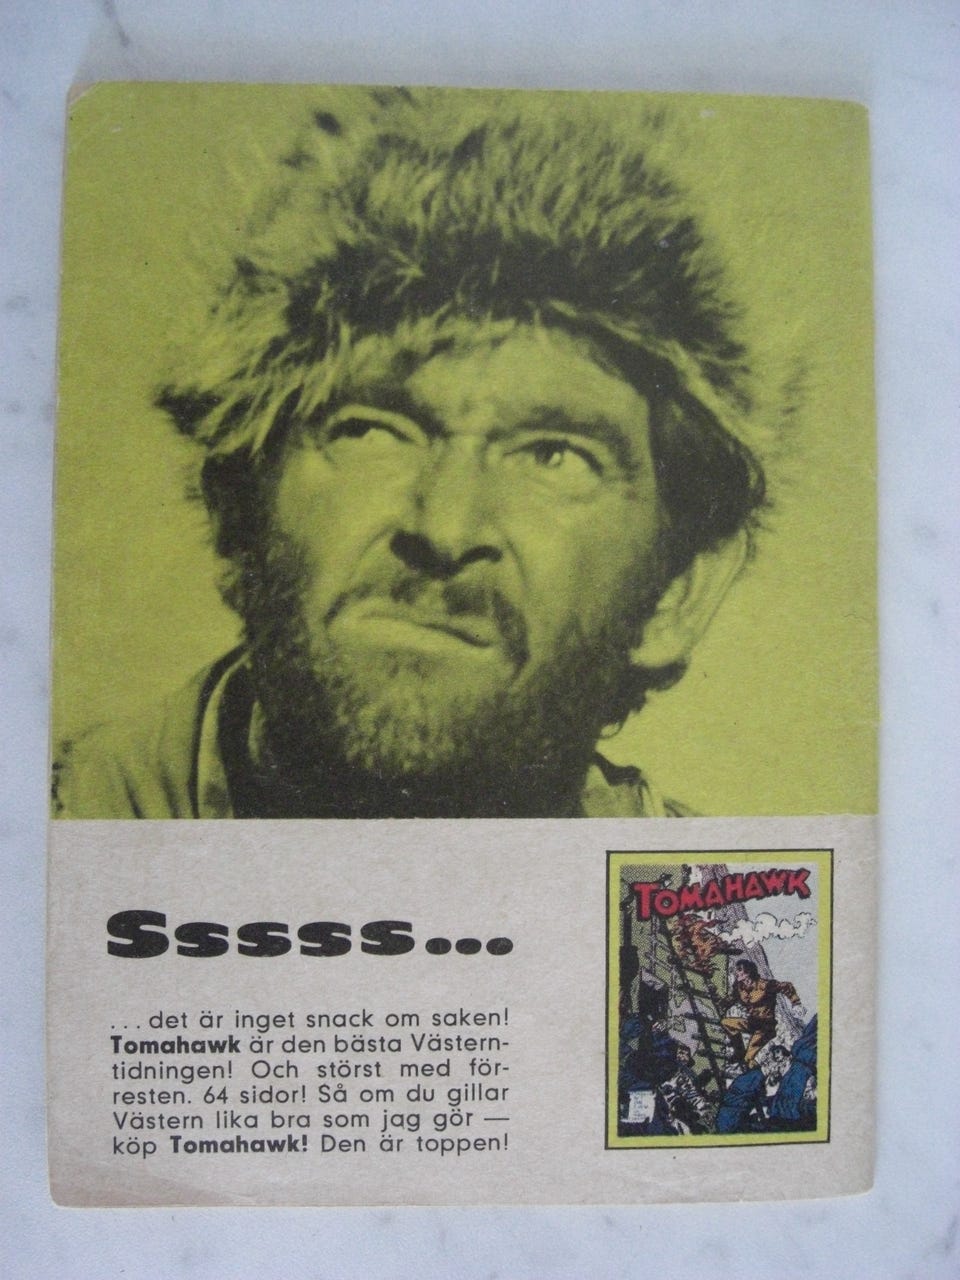 Sssss...
...det är inget snack om saken!
Tomahawk är den bästa Western-
tidningen! Och störst med för-
resten. 64 sidor! Så om du gillar
Västern lika bra som jag gör —
köp Tomahawk! Den är toppen!
TOMAHAWK